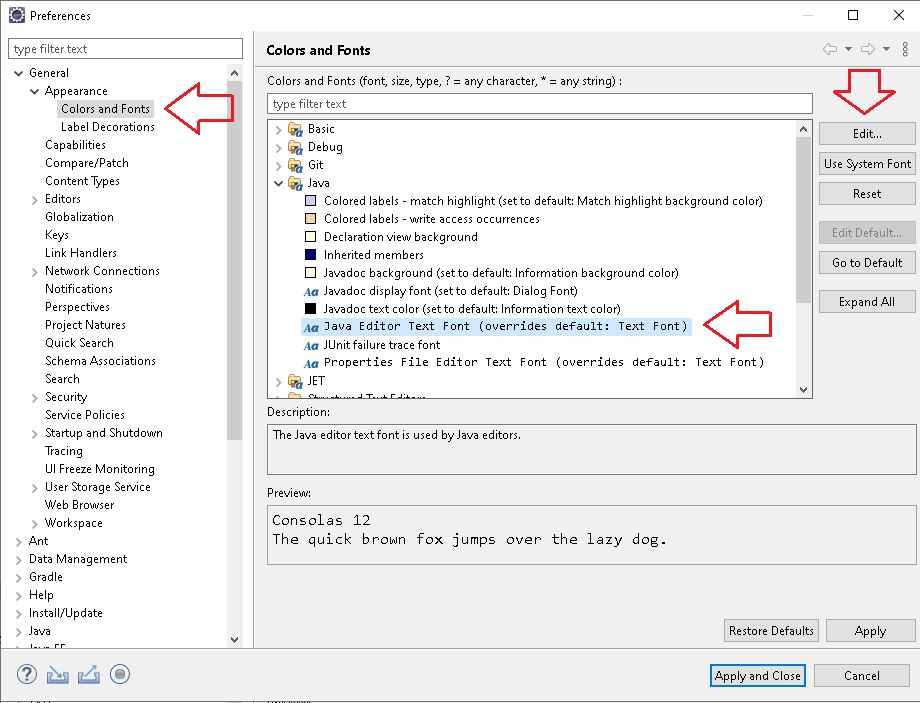 Preferences
type filter text
General
Appearance
Colors and Fonts
Label Decorations
Capabilities
Compare/Patch
Content Types
Editors
Globalization
Keys
Link Handlers
Network Connections
Notifications
Perspectives
Project Natures
Quick Search
Schema Associations
Search
Security
Service Policies
Startup and Shutdown
Tracing
UI Freeze Monitoring
User Storage Service
Web Browser
Workspace
Ant
Data Management
Gradle
Help
Install/Update
Java
Colors and Fonts
Colors and Fonts (font, size, type, ? = any character, * = any string) :
type filter text
Basic
Debug
Git
Java
Colored labels - match highlight (set to default: Match highlight background color)
Colored labels - write access occurrences
Declaration view background
Inherited members
Javadoc background (set to default: Information background color)
Aa Javadoc display font (set to default: Dialog Font)
Javadoc text color (set to default: Information text color)
Aa Java Editor Text Font (overrides default: Text Font)
Aa JUnit failure trace font
Aa Properties File Editor Text Font (overrides default: Text Font)
JET
Edit...
Use System Font
Reset
Edit Default...
Go to Default
Expand All
Description:
The Java editor text font is used by Java editors.
Preview:
Consolas 12
The quick brown fox jumps over the lazy dog.
Restore Defaults
Apply
?
Apply and Close
Cancel